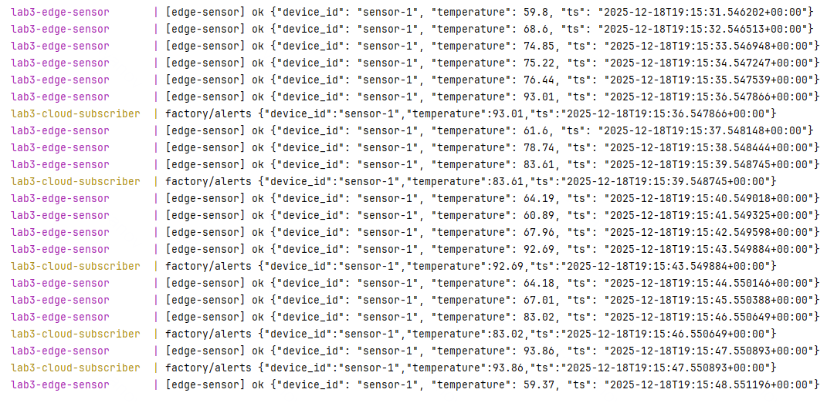 lab3-edge-sensor | [edge-sensor] ok {"device_id": "sensor-1", "temperature": 59.8, "ts": "2025-12-18T19:15:31.546202+00:00"}
lab3-edge-sensor | [edge-sensor] ok {"device_id": "sensor-1", "temperature": 68.6, "ts": "2025-12-18T19:15:32.546513+00:00"}
lab3-edge-sensor | [edge-sensor] ok {"device_id": "sensor-1", "temperature": 74.85, "ts": "2025-12-18T19:15:33.546948+00:00"}
lab3-edge-sensor | [edge-sensor] ok {"device_id": "sensor-1", "temperature": 75.22, "ts": "2025-12-18T19:15:34.547247+00:00"}
lab3-edge-sensor | [edge-sensor] ok {"device_id": "sensor-1", "temperature": 76.44, "ts": "2025-12-18T19:15:35.547539+00:00"}
lab3-edge-sensor | [edge-sensor] ok {"device_id": "sensor-1", "temperature": 93.01, "ts": "2025-12-18T19:15:36.547866+00:00"}
lab3-cloud-subscriber | factory/alerts {"device_id":"sensor-1","temperature":93.01,"ts":"2025-12-18T19:15:36.547866+00:00"}
lab3-edge-sensor | [edge-sensor] ok {"device_id": "sensor-1", "temperature": 61.6, "ts": "2025-12-18T19:15:37.548148+00:00"}
lab3-edge-sensor | [edge-sensor] ok {"device_id": "sensor-1", "temperature": 78.74, "ts": "2025-12-18T19:15:38.548444+00:00"}
lab3-edge-sensor | [edge-sensor] ok {"device_id": "sensor-1", "temperature": 83.61, "ts": "2025-12-18T19:15:39.548745+00:00"}
lab3-cloud-subscriber | factory/alerts {"device_id":"sensor-1","temperature":83.61,"ts":"2025-12-18T19:15:39.548745+00:00"}
lab3-edge-sensor | [edge-sensor] ok {"device_id": "sensor-1", "temperature": 64.19, "ts": "2025-12-18T19:15:40.549018+00:00"}
lab3-edge-sensor | [edge-sensor] ok {"device_id": "sensor-1", "temperature": 60.89, "ts": "2025-12-18T19:15:41.549325+00:00"}
lab3-edge-sensor | [edge-sensor] ok {"device_id": "sensor-1", "temperature": 67.96, "ts": "2025-12-18T19:15:42.549598+00:00"}
lab3-edge-sensor | [edge-sensor] ok {"device_id": "sensor-1", "temperature": 92.69, "ts": "2025-12-18T19:15:43.549884+00:00"}
lab3-cloud-subscriber | factory/alerts {"device_id":"sensor-1","temperature":92.69,"ts":"2025-12-18T19:15:43.549884+00:00"}
lab3-edge-sensor | [edge-sensor] ok {"device_id": "sensor-1", "temperature": 64.18, "ts": "2025-12-18T19:15:44.550146+00:00"}
lab3-edge-sensor | [edge-sensor] ok {"device_id": "sensor-1", "temperature": 67.01, "ts": "2025-12-18T19:15:45.550388+00:00"}
lab3-edge-sensor | [edge-sensor] ok {"device_id": "sensor-1", "temperature": 83.02, "ts": "2025-12-18T19:15:46.550649+00:00"}
lab3-cloud-subscriber | factory/alerts {"device_id":"sensor-1","temperature":83.02,"ts":"2025-12-18T19:15:46.550649+00:00"}
lab3-edge-sensor | [edge-sensor] ok {"device_id": "sensor-1", "temperature": 93.86, "ts": "2025-12-18T19:15:47.550893+00:00"}
lab3-cloud-subscriber | factory/alerts {"device_id":"sensor-1","temperature":93.86,"ts":"2025-12-18T19:15:47.550893+00:00"}
lab3-edge-sensor | [edge-sensor] ok {"device_id": "sensor-1", "temperature": 59.37, "ts": "2025-12-18T19:15:48.551196+00:00"}